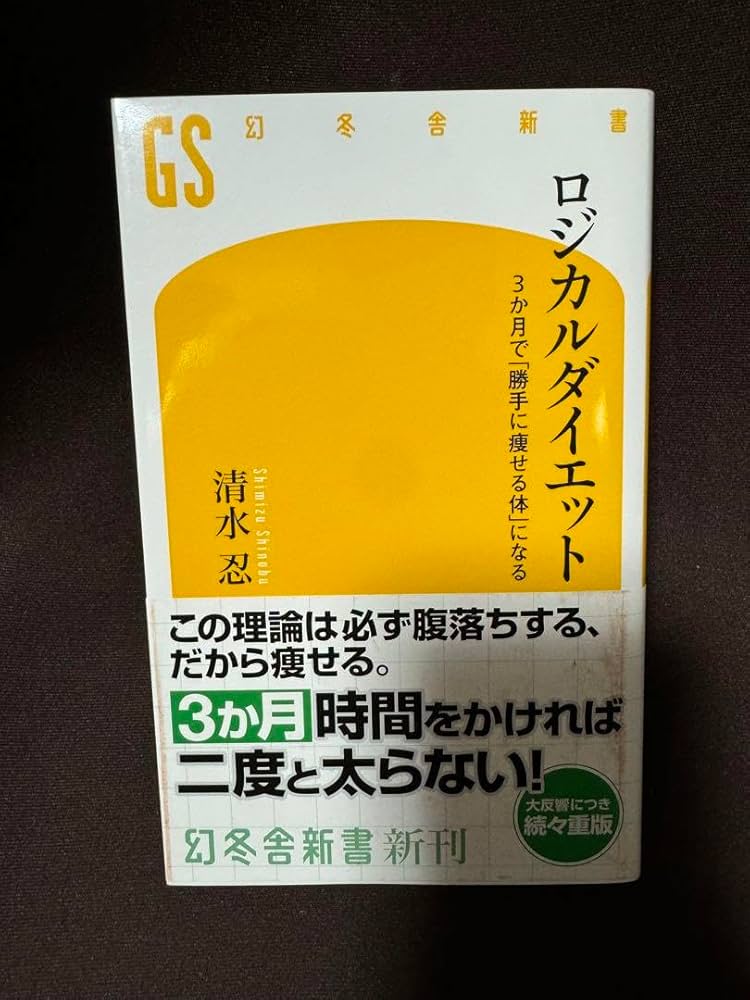 GS
幻冬舎新書
ロジカルダイエット
3か月で「勝手に痩せる体」になる
清水 忍
Shimizu Shinobu
この理論は必ず腹落ちする、
だから痩せる。
3か月時間をかければ
二度と太らない!
大反響につき
続々重版
幻冬舎新書 新刊